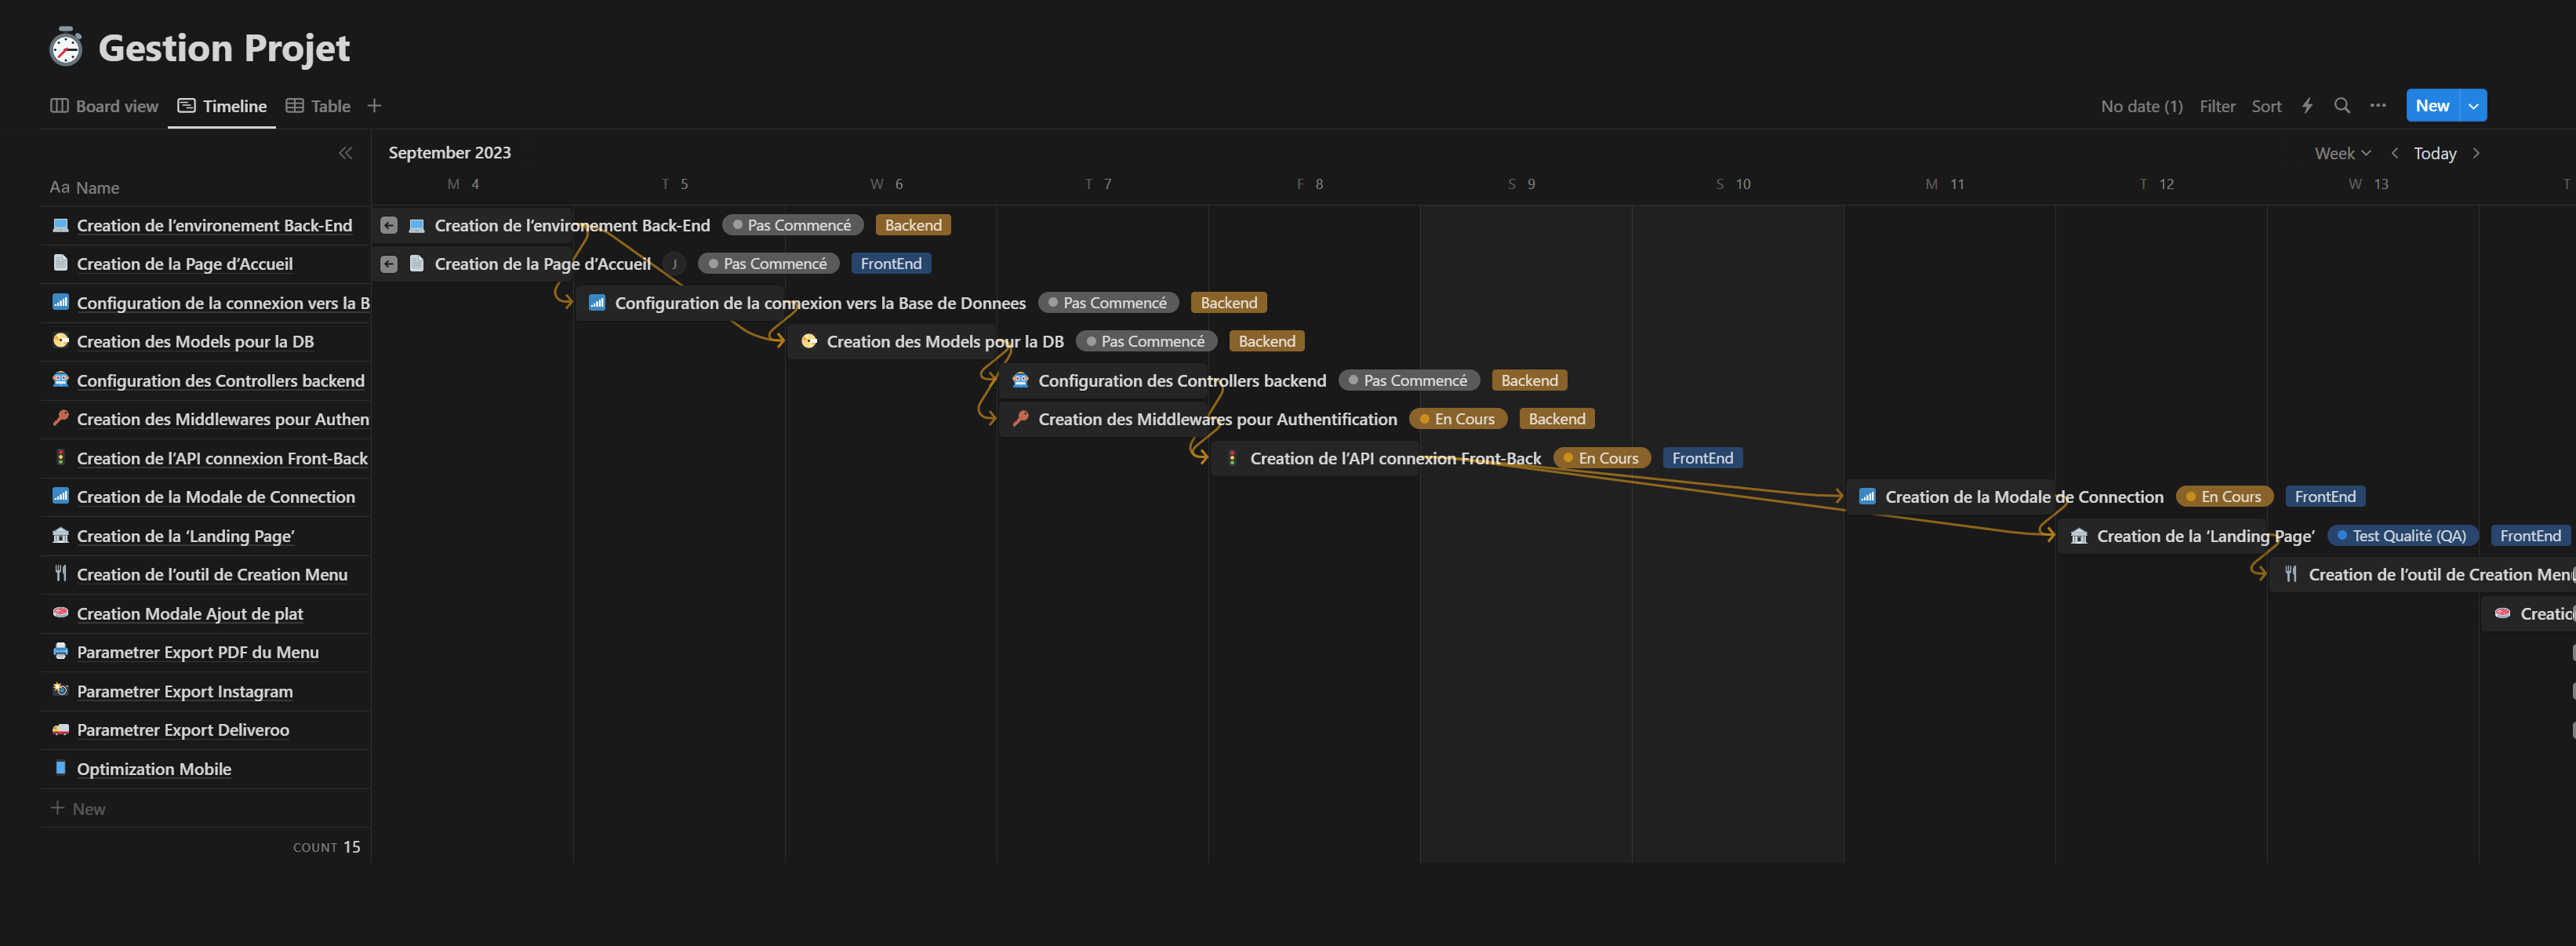 Gestion Projet
Board view Timeline Table
No date (1) Filter Sort New
September 2023
Week Today
Aa Name
M 4 T 5 W 6 T 7 F 8 S 9 S 10 M 11 T 12 W 13 T
Creation de l’environement Back-End
Creation de l’environement Back-End Pas Commencé Backend
Creation de la Page d’Accueil
Creation de la Page d’Accueil J Pas Commencé FrontEnd
Configuration de la connexion vers la B
Configuration de la connexion vers la Base de Donnees Pas Commencé Backend
Creation des Models pour la DB
Creation des Models pour la DB Pas Commencé Backend
Configuration des Controllers backend
Configuration des Controllers backend Pas Commencé Backend
Creation des Middlewares pour Authen
Creation des Middlewares pour Authentification En Cours Backend
Creation de l’API connexion Front-Back
Creation de l’API connexion Front-Back En Cours FrontEnd
Creation de la Modale de Connection
Creation de la Modale de Connection En Cours FrontEnd
Creation de la ‘Landing Page’
Creation de la ‘Landing Page’ Test Qualité (QA) FrontEnd
Creation de l’outil de Creation Menu
Creation de l’outil de Creation Menu
Creation Modale Ajout de plat
Creatio
Parametrer Export PDF du Menu
Parametrer Export Instagram
Parametrer Export Deliveroo
Optimization Mobile
New
COUNT 15